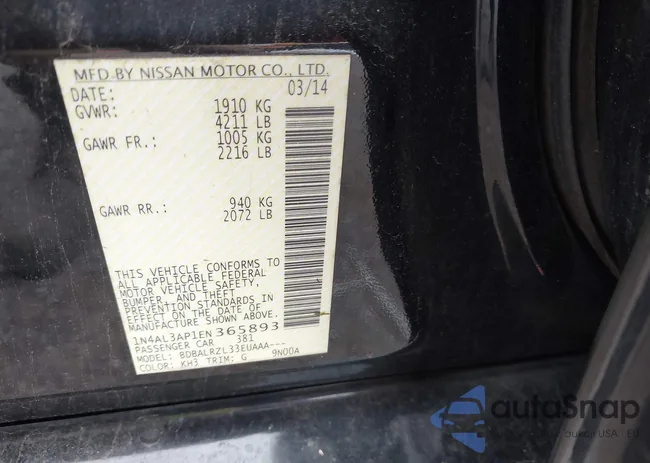 MFD BY NISSAN MOTOR CO., LTD.
DATE: 03/14
GVWR: 1910 KG
4211 LB
GAWR FR.: 1005 KG
2216 LB
GAWR RR.: 940 KG
2072 LB
THIS VEHICLE CONFORMS TO
ALL APPLICABLE FEDERAL
MOTOR VEHICLE SAFETY,
BUMPER, AND THEFT
PREVENTION STANDARDS IN
EFFECT ON THE DATE OF
MANUFACTURE SHOWN ABOVE.
1N4AL3AP1EN365893
PASSENGER CAR 381
MODEL: BDBALRZL33EUAAA---
COLOR: KH3 TRIM: G 9N00A
autoSnap
USA EU